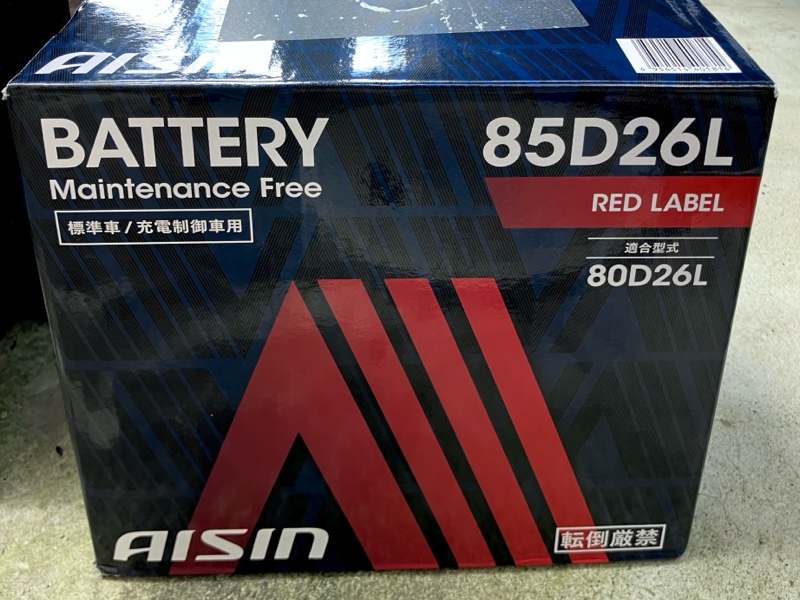 AISIN
BATTERY
Maintenance Free
標準車/充電制御車用
85D26L
RED LABEL
適合型式
80D26L
AISIN
転倒厳禁